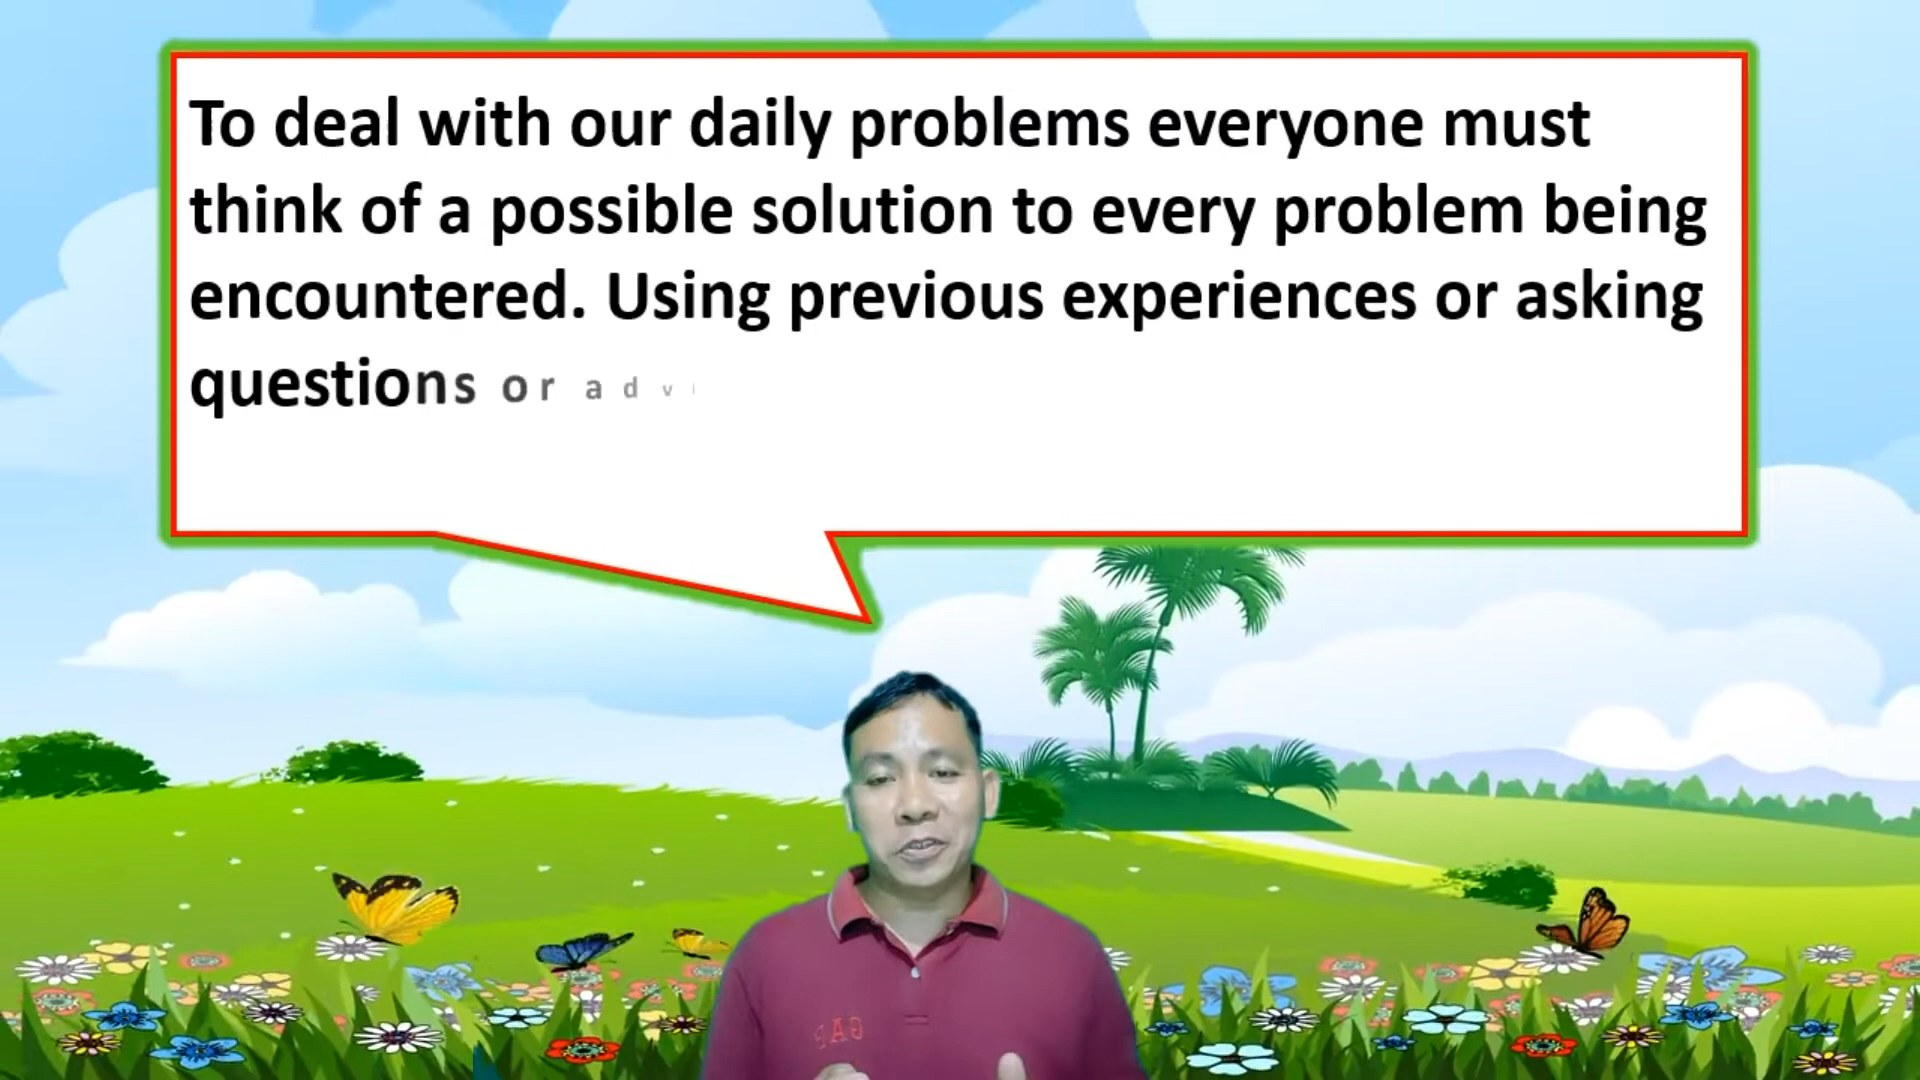 To deal with our daily problems everyone must
think of a possible solution to every problem being
encountered. Using previous experiences or asking
questions or
GAP